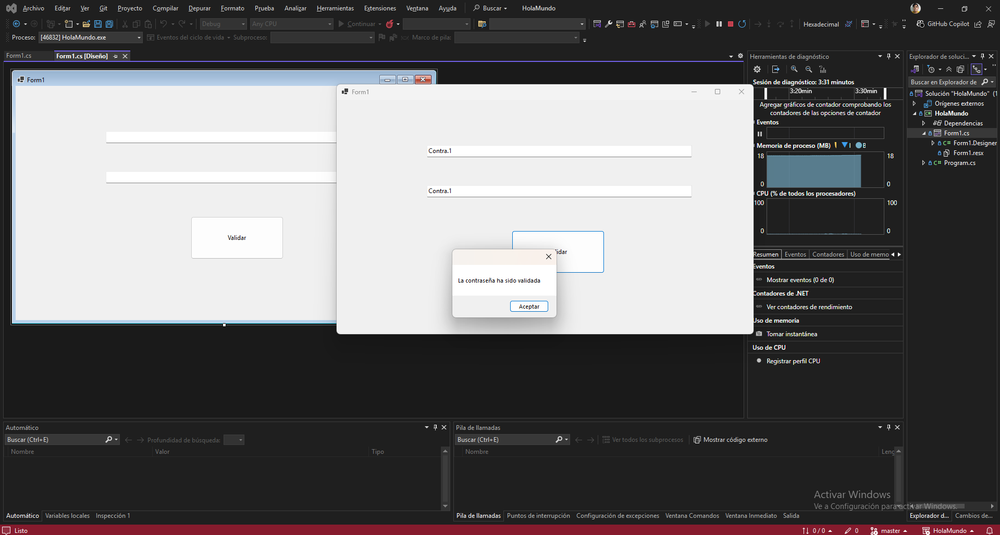 Archivo Editar Ver Git Proyecto Compilar Depurar Formato Prueba Analizar Herramientas Extensiones Ventana Ayuda Buscar HolaMundo
Debug Any CPU Continuar Hexadecimal GitHub Copilot
Proceso: [46832] HolaMundo.exe Eventos del ciclo de vida Subproceso: Marco de pila:
Form1.cs Form1.cs [Diseño]
Form1
Validar
Form1
Contra.1
Contra.1
idar
La contraseña ha sido validada
Aceptar
Herramientas de diagnóstico
Sesión de diagnóstico: 3:31 minutos
3:20min 3:30min
Agregar gráficos de contador comprobando los
contadores de las opciones de contador
Eventos
Memoria de proceso (MB) I B
18 18
0 0
CPU (% de todos los procesadores)
100 100
0 0
Resumen Eventos Contadores Uso de memo
Eventos
Mostrar eventos (0 de 0)
Contadores de .NET
Ver contadores de rendimiento
Uso de memoria
Tomar instantánea
Uso de CPU
Registrar perfil CPU
Explorador de soluci...
Buscar en Explorador de
Solución "HolaMundo" (1
Orígenes externos
HolaMundo
Dependencias
Form1.cs
C# Form1.Designer
Form1.resx
C# Program.cs
Automático
Buscar (Ctrl+E) Profundidad de búsqueda:
Nombre Valor Tipo
Automático Variables locales Inspección 1
Pila de llamadas
Buscar (Ctrl+E) Ver todos los subprocesos Mostrar código externo
Nombre Leng
Pila de llamadas Puntos de interrupción Configuración de excepciones Ventana Comandos Ventana Inmediato Salida
Activar Windows
Ve a Configuración para activar Windows.
Explorador d... Cambios de...
Listo 0 / 0 0 master HolaMundo